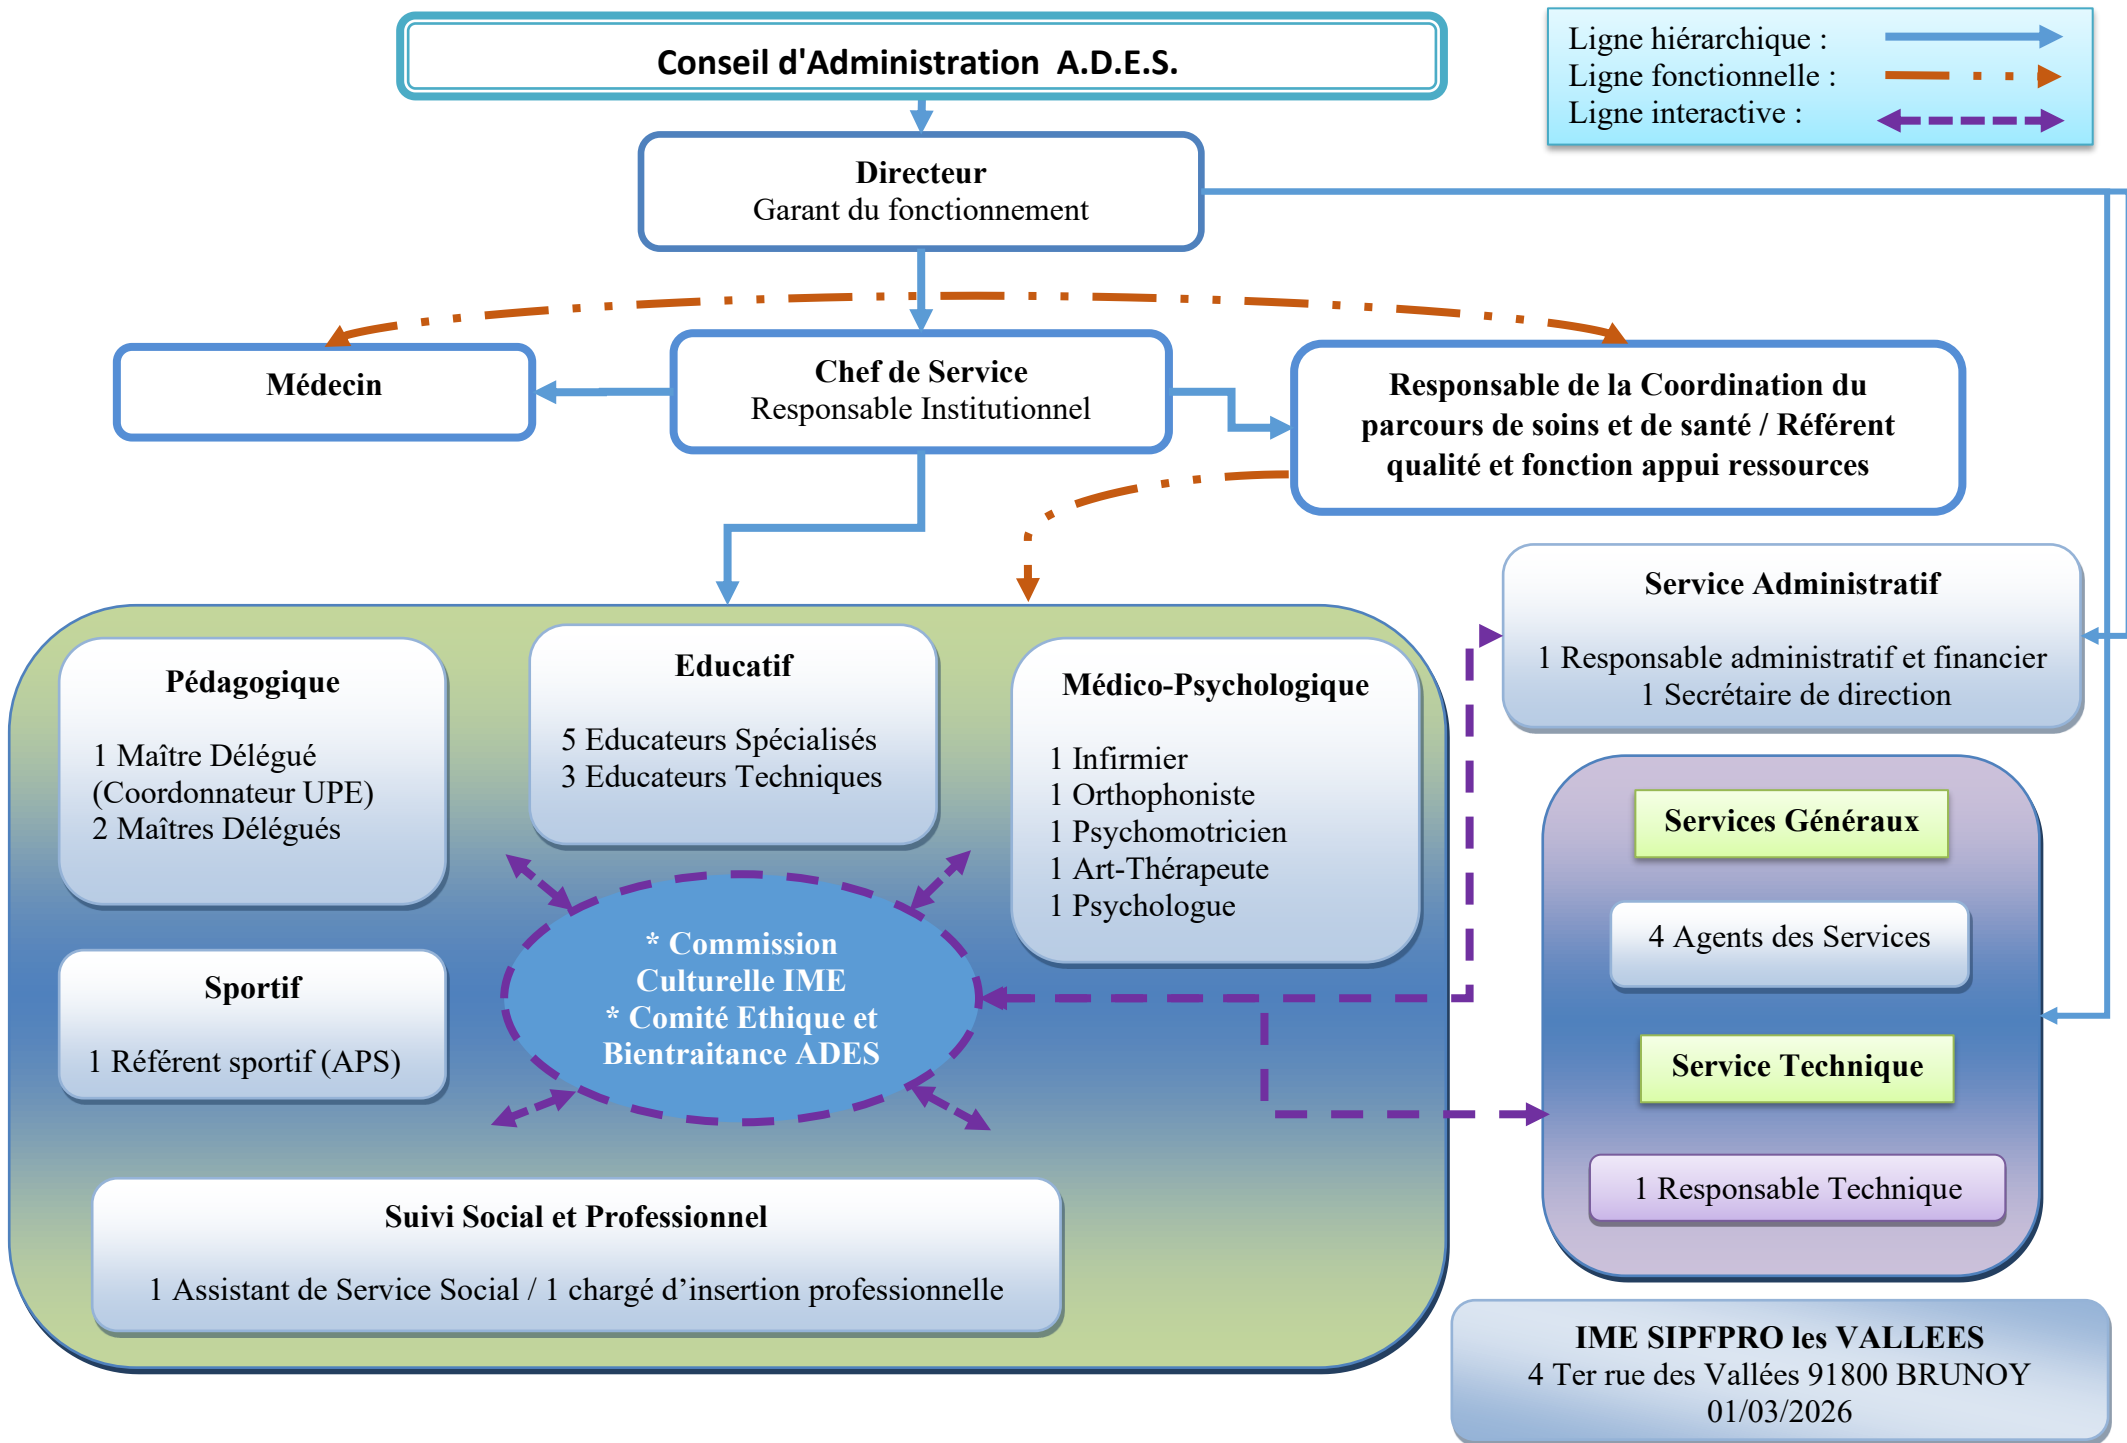 Conseil d'Administration A.D.E.S.
Ligne hiérarchique :
Ligne fonctionnelle :
Ligne interactive :
Directeur
Garant du fonctionnement
Médecin
Chef de Service
Responsable Institutionnel
Responsable de la Coordination du
parcours de soins et de santé / Référent
qualité et fonction appui ressources
Service Administratif
1 Responsable administratif et financier
1 Secrétaire de direction
Pédagogique
1 Maître Délégué
(Coordonnateur UPE)
2 Maîtres Délégués
Educatif
5 Educateurs Spécialisés
3 Educateurs Techniques
Médico-Psychologique
1 Infirmier
1 Orthophoniste
1 Psychomotricien
1 Art-Thérapeute
1 Psychologue
Services Généraux
4 Agents des Services
Service Technique
1 Responsable Technique
* Commission
Culturelle IME
* Comité Ethique et
Bientraitance ADES
Sportif
1 Référent sportif (APS)
Suivi Social et Professionnel
1 Assistant de Service Social / 1 chargé d’insertion professionnelle
IME SIPFPRO les VALLEES
4 Ter rue des Vallées 91800 BRUNOY
01/03/2026